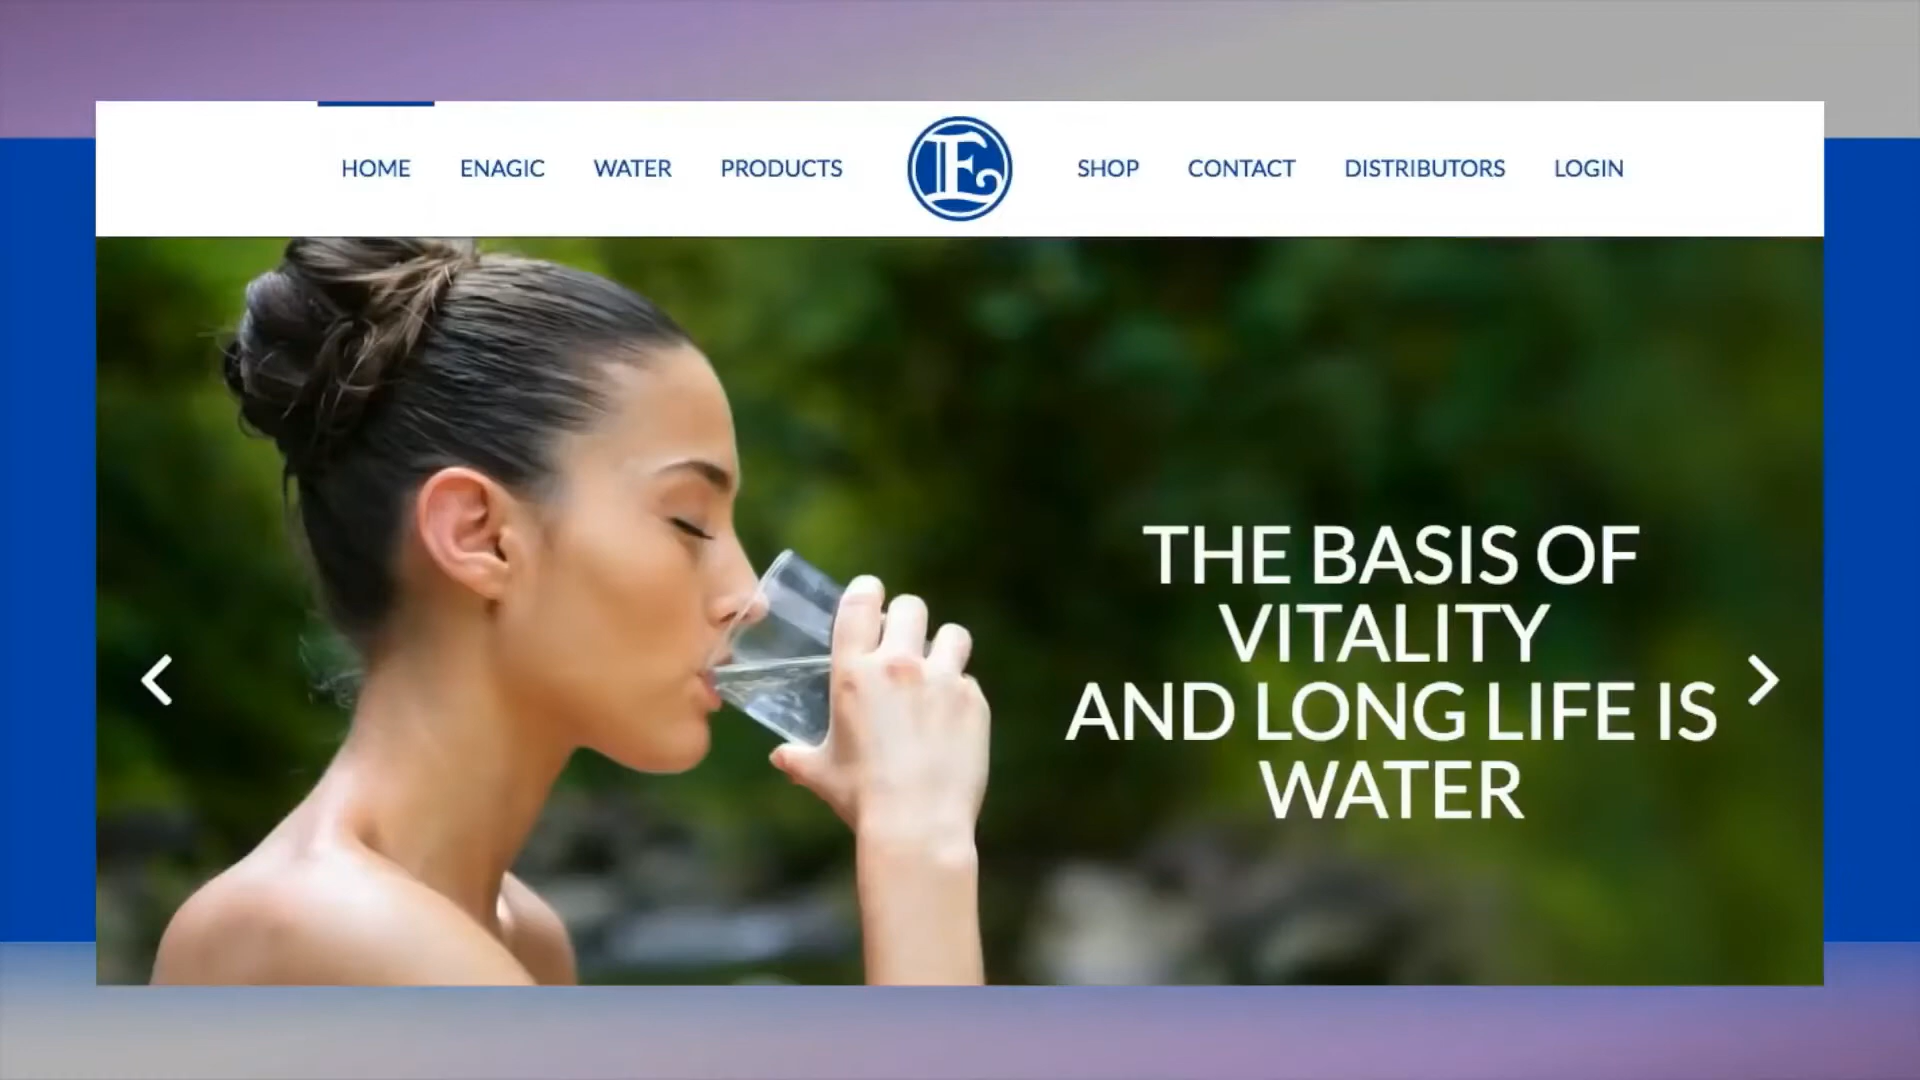 HOME ENAGIC WATER PRODUCTS E SHOP CONTACT DISTRIBUTORS LOGIN
THE BASIS OF
VITALITY
AND LONG LIFE IS
WATER